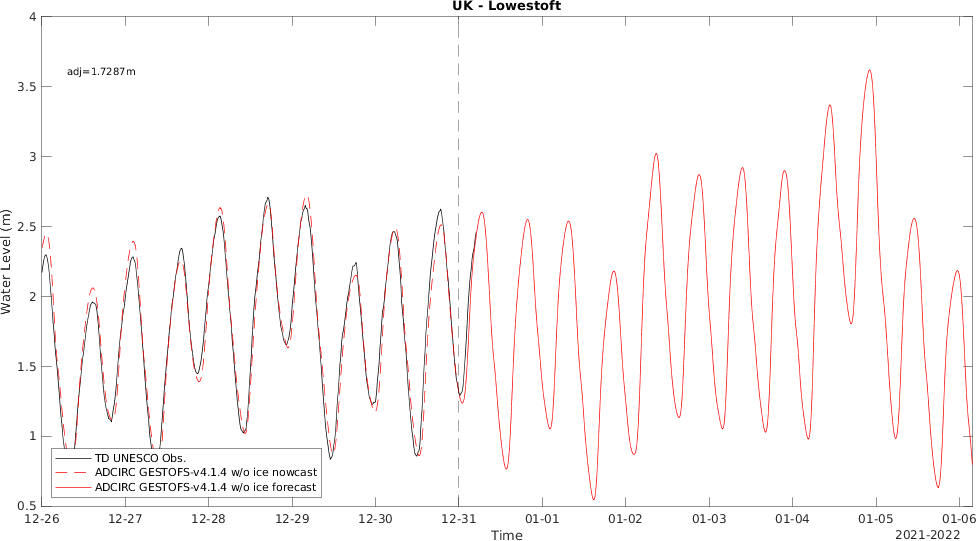 UK - Lowestoft
adj=1.7287m
Water Level (m)
4
3.5
3
2.5
2
1.5
1
0.5
TD UNESCO Obs.
ADCIRC GESTOFS-v4.1.4 w/o ice nowcast
ADCIRC GESTOFS-v4.1.4 w/o ice forecast
12-26 12-27 12-28 12-29 12-30 12-31 01-01 01-02 01-03 01-04 01-05 01-06
Time
2021-2022